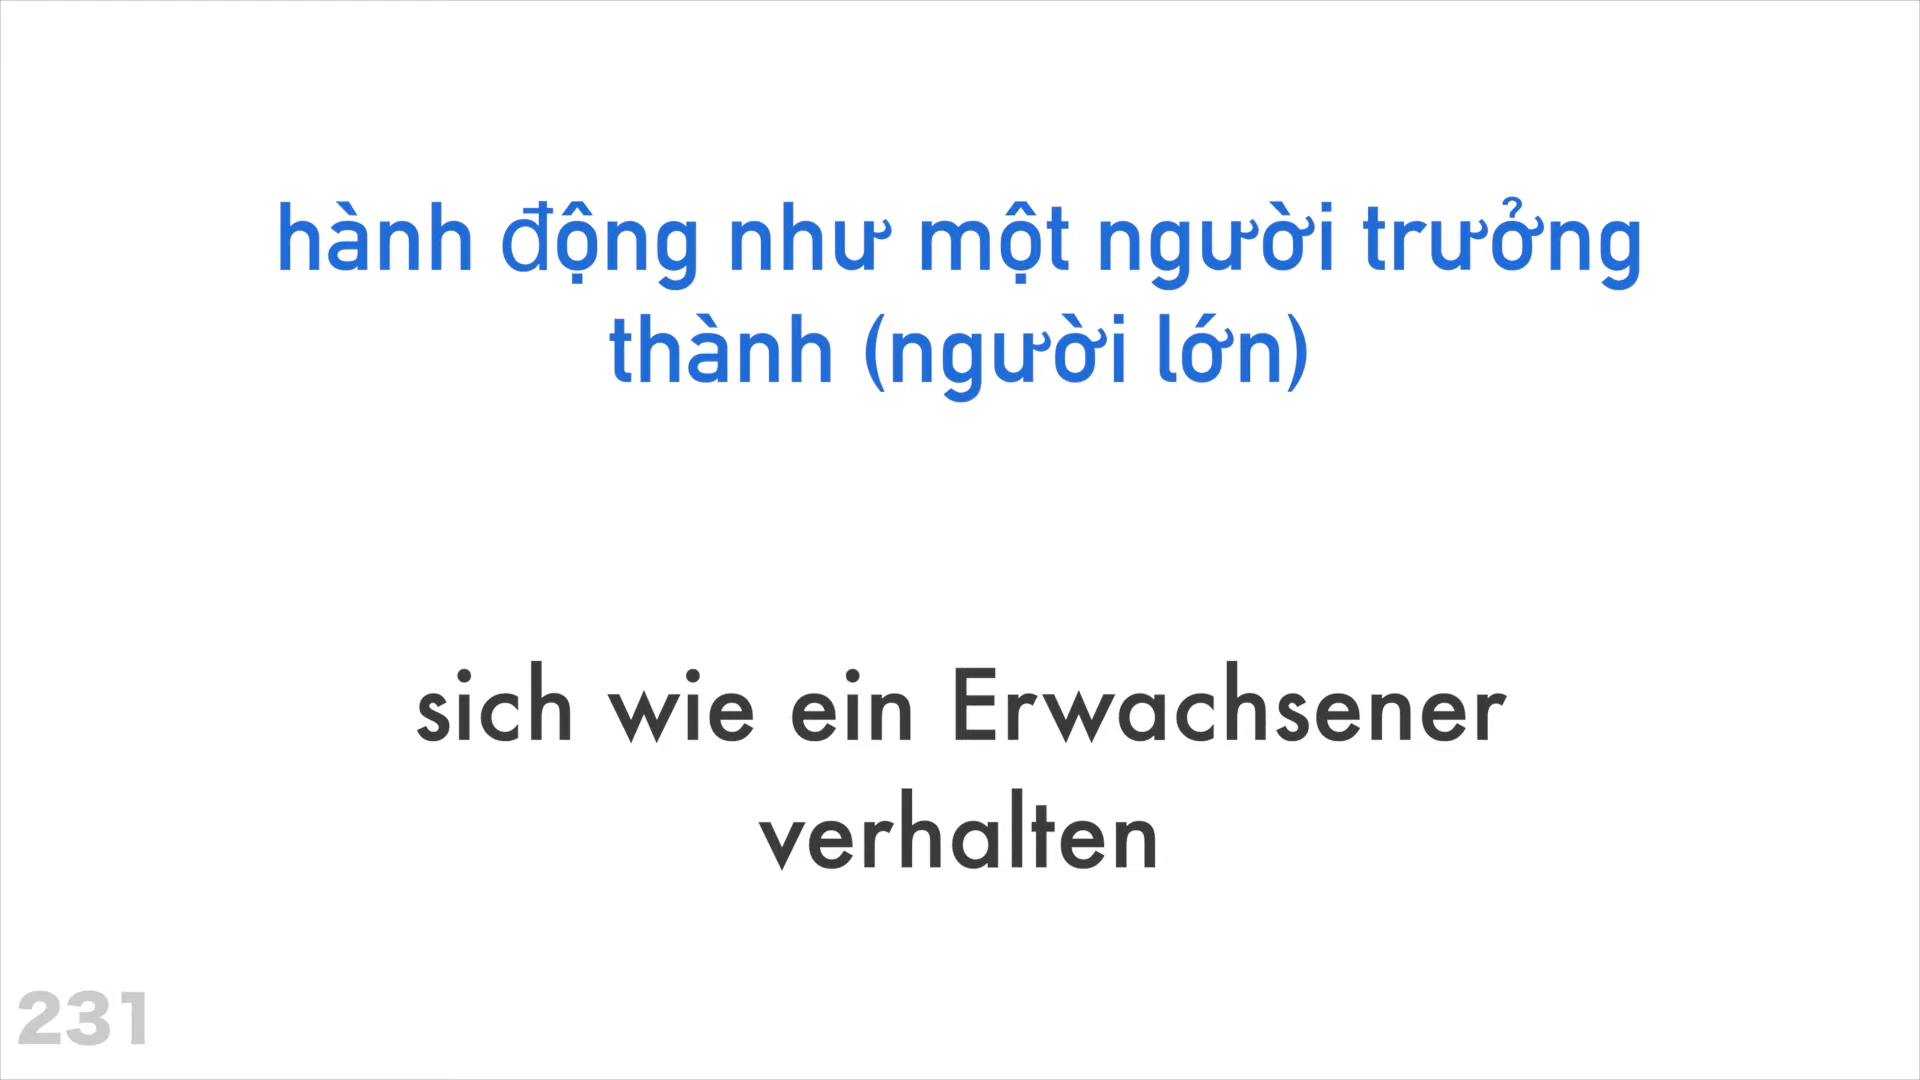 hành động như một người trưởng
thành (người lớn)
sich wie ein Erwachsener
verhalten
231